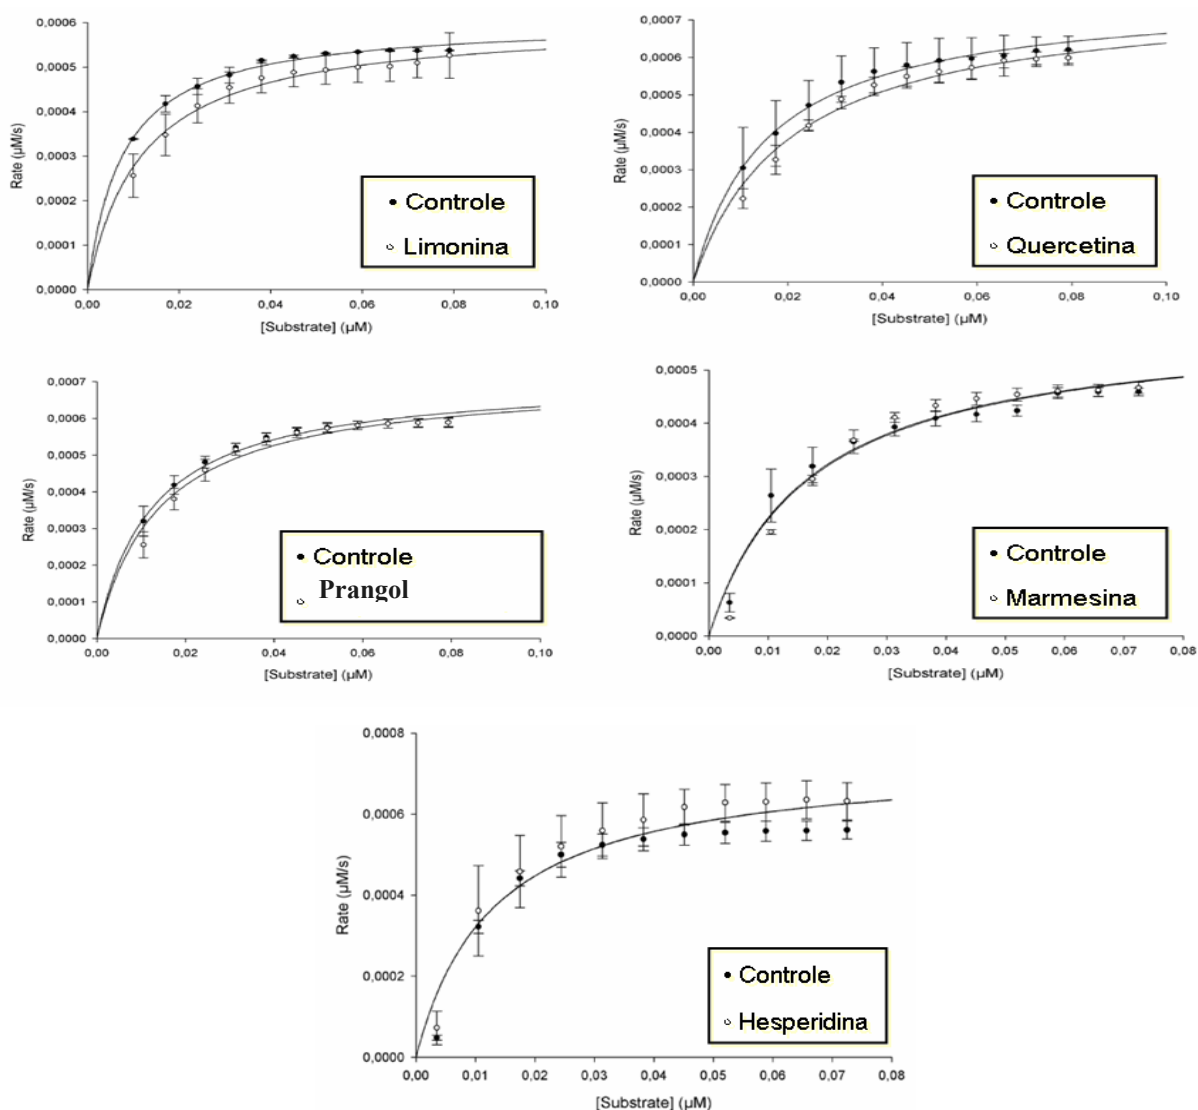 0,0006
0,0005
0,0004
0,0003
0,0002
0,0001
0,0000
Rate (µM/s)
Controle
Limonina
0,00 0,02 0,04 0,06 0,08 0,10
[Substrate] (µM)
0,0007
0,0006
0,0005
0,0004
0,0003
0,0002
0,0001
0,0000
Rate (µM/s)
Controle
Quercetina
0,00 0,02 0,04 0,06 0,08 0,10
[Substrate] (µM)
0,0007
0,0006
0,0005
0,0004
0,0003
0,0002
0,0001
0,0000
Rate (µM/s)
Controle
Prangol
0,00 0,02 0,04 0,06 0,08 0,10
[Substrate] (µM)
0,0005
0,0004
0,0003
0,0002
0,0001
0,0000
Rate (µM/s)
Controle
Marmesina
0,00 0,01 0,02 0,03 0,04 0,05 0,06 0,07 0,08
[Substrate] (µM)
0,0008
0,0006
0,0004
0,0002
0,0000
Rate (µM/s)
Controle
Hesperidina
0,00 0,01 0,02 0,03 0,04 0,05 0,06 0,07 0,08
[Substrate] (µM)